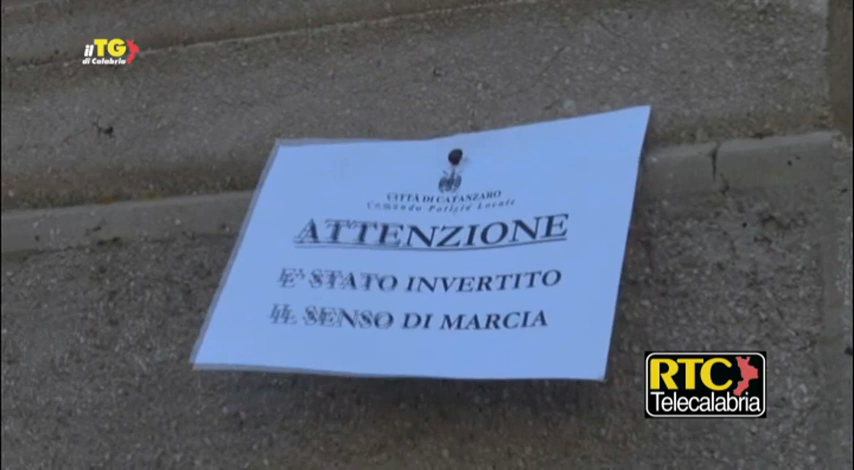 il TG
di Calabria
CITTÀ DI CATANZARO
Comando Polizia Locale
ATTENZIONE
E' STATO INVERTITO
IL SENSO DI MARCIA
RTC
Telecalabria